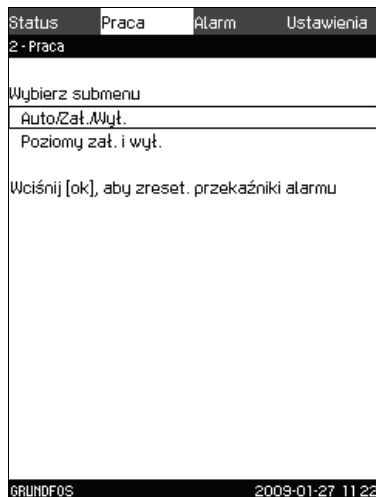 Status Praca Alarm Ustawienia
2 - Praca
Wybierz submenu
Auto/Zał./Wył.
Poziomy zał. i wył.
Wciśnij [ok], aby zreset. przekaźniki alarmu
GRUNDFOS 2009-01-27 11:22